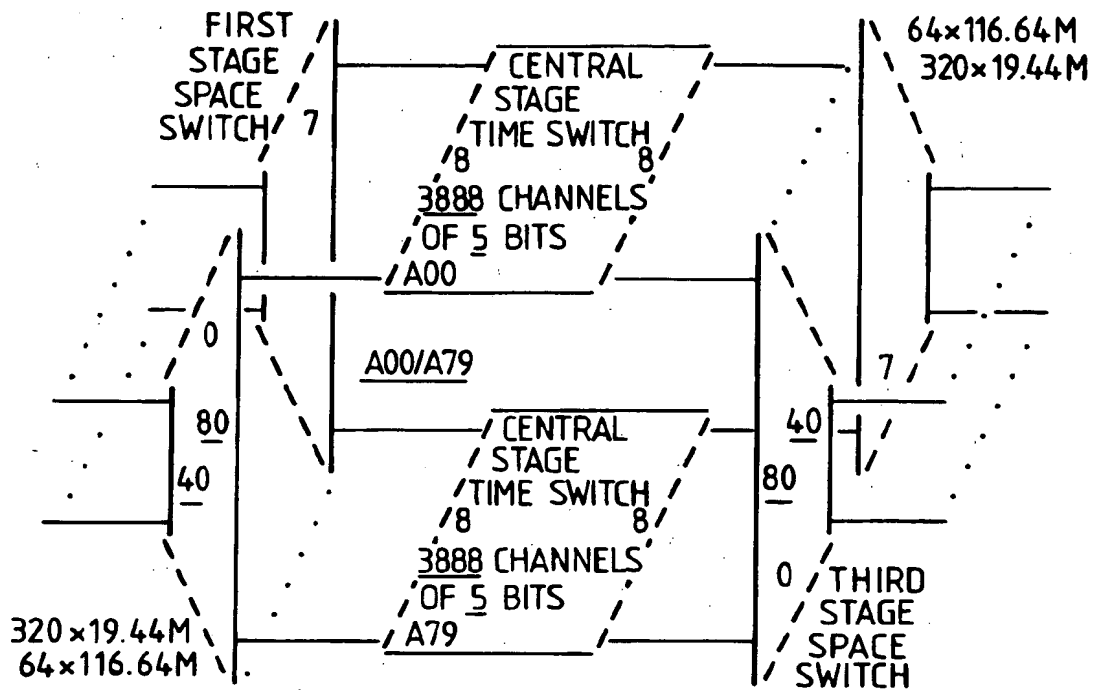 FIRST
STAGE
SPACE
SWITCH
7
CENTRAL
STAGE
TIME SWITCH
8 8
3888 CHANNELS
OF 5 BITS
A00
64×116.64M
320×19.44M
0
A00/A79
7
80
40
40
80
CENTRAL
STAGE
TIME SWITCH
8 8
3888 CHANNELS
OF 5 BITS
A79
0
THIRD
STAGE
SPACE
SWITCH
320×19.44M
64×116.64M